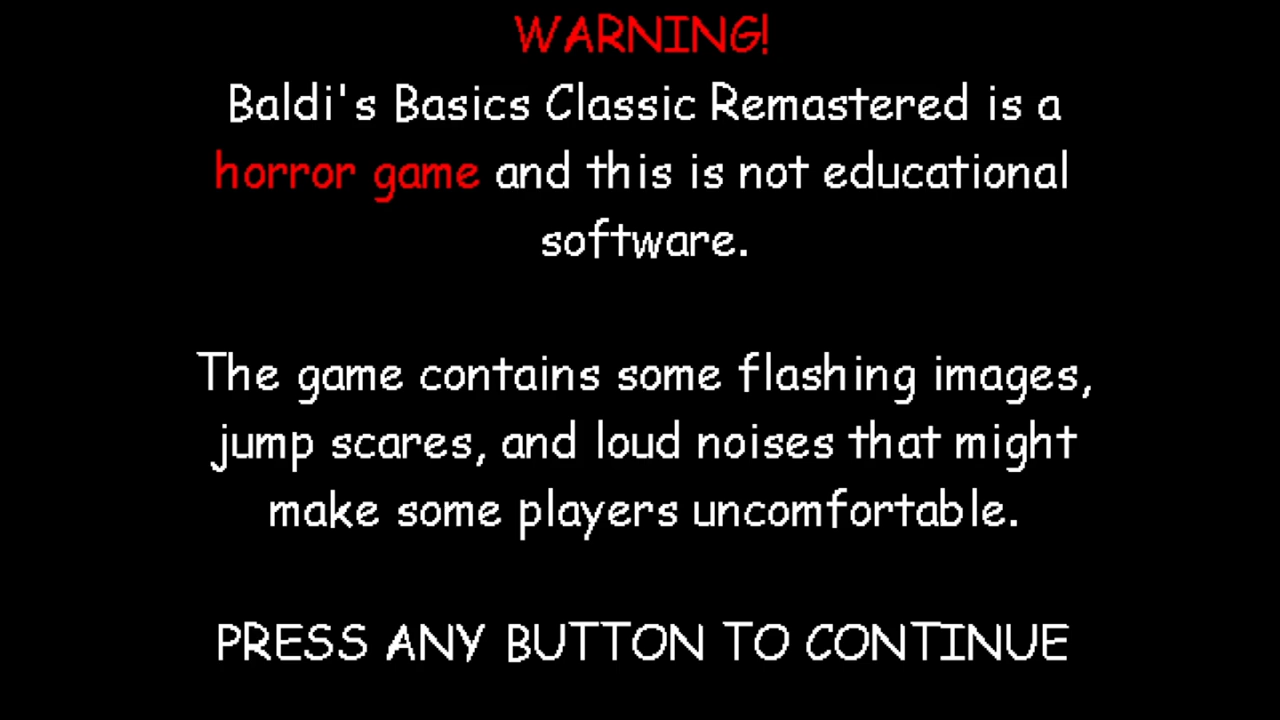 WARNING!
Baldi's Basics Classic Remastered is a
horror game and this is not educational
software.
The game contains some flashing images,
jump scares, and loud noises that might
make some players uncomfortable.
PRESS ANY BUTTON TO CONTINUE